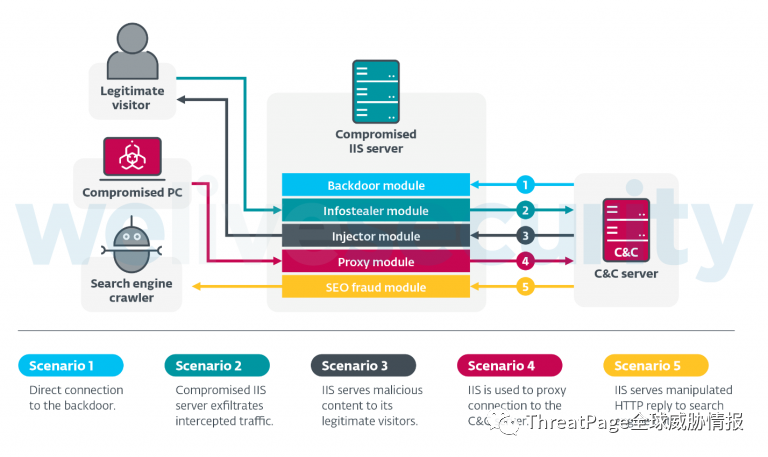 Legitimate
visitor
Compromised
IIS server
Compromised PC
Search engine
crawler
Backdoor module
Infostealer module
Injector module
Proxy module
SEO fraud module
1
2
3
4
5
C&C
C&C server
welivesecurity
Scenario 1
Direct connection
to the backdoor.
Scenario 2
Compromised IIS
server exfiltrates
intercepted traffic.
Scenario 3
IIS serves malicious
content to its
legitimate visitors.
Scenario 4
IIS is used to proxy
connection to the
C&C server.
Scenario 5
IIS serves manipulated
HTTP reply to search
ThreatPage全球威胁情报